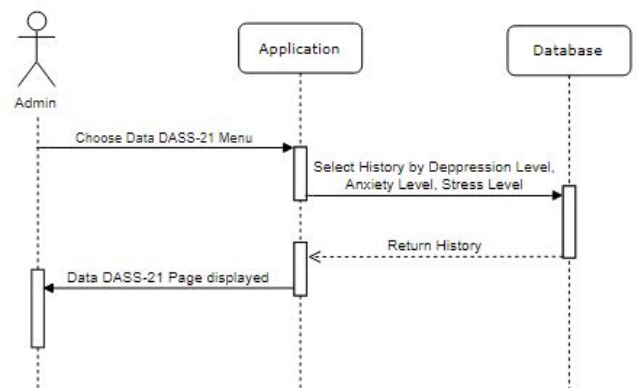 Application
Database
Admin
Choose Data DASS-21 Menu
Select History by Deppression Level,
Anxiety Level, Stress Level
Return History
Data DASS-21 Page displayed